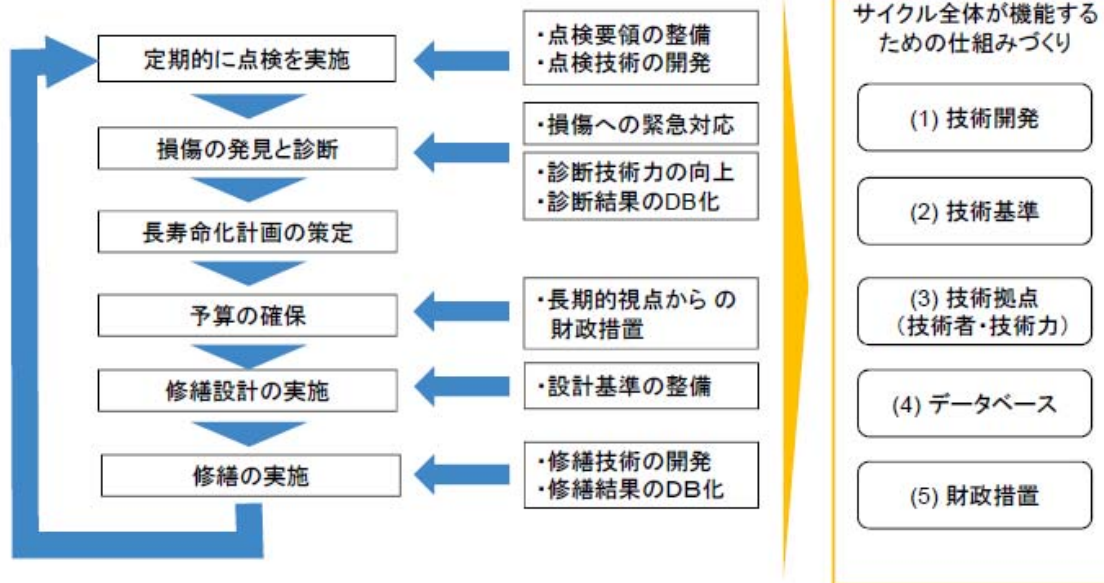 定期的に点検を実施
損傷の発見と診断
長寿命化計画の策定
予算の確保
修繕設計の実施
修繕の実施
・点検要領の整備
・点検技術の開発
・損傷への緊急対応
・診断技術力の向上
・診断結果のDB化
・長期的視点から の
財政措置
・設計基準の整備
・修繕技術の開発
・修繕結果のDB化
サイクル全体が機能する
ための仕組みづくり
(1) 技術開発
(2) 技術基準
(3) 技術拠点
（技術者・技術力）
(4) データベース
(5) 財政措置